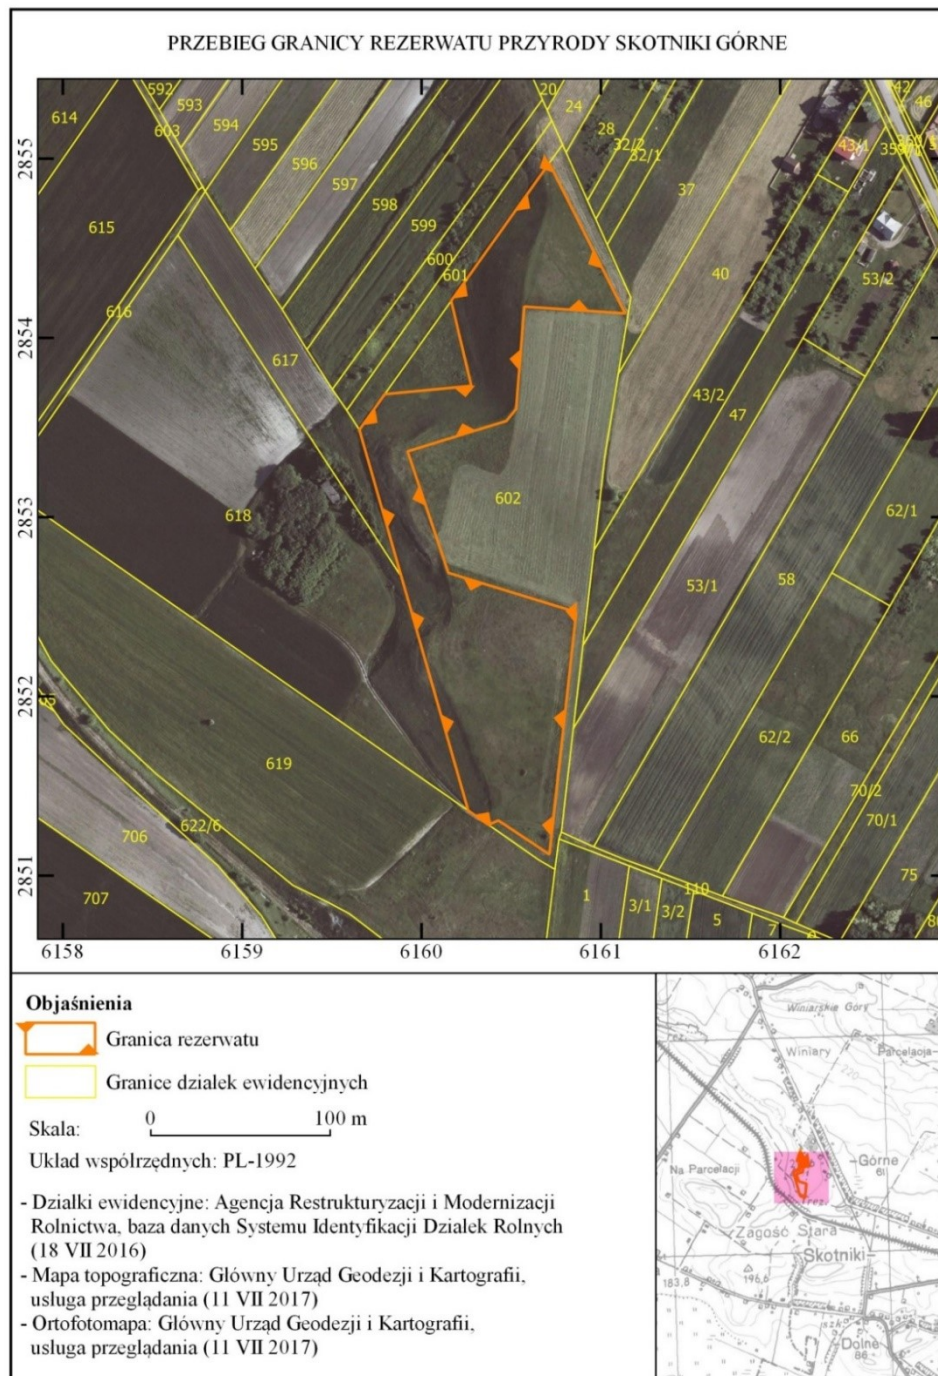 PRZEBIEG GRANICY REZERWATU PRZYRODY SKOTNIKI GÓRNE
592
20
42
593
24
46
614
603
594
28
32/2
43/1
595
32/1
2855
596
597
37
598
615
599
40
53/2
600
601
616
2854
617
43/2
47
602
2853
618
62/1
53/1
58
2852
62/2
66
619
70/2
622/6
70/1
706
2851
75
707
1
3/1
3/2
110
5
7
6158
6159
6160
6161
6162
Objaśnienia
Granica rezerwatu
Granice działek ewidencyjnych
Skala:
0
100 m
Układ współrzędnych: PL-1992
- Działki ewidencyjne: Agencja Restrukturyzacji i Modernizacji
Rolnictwa, baza danych Systemu Identyfikacji Działek Rolnych
(18 VII 2016)
- Mapa topograficzna: Główny Urząd Geodezji i Kartografii,
usługa przeglądania (11 VII 2017)
- Ortofotomapa: Główny Urząd Geodezji i Kartografii,
usługa przeglądania (11 VII 2017)
Winiarskie Góry
Winiary
Parcelacja
220
Na Parcelacji
Górne
61
Zagość Stara
Skotniki
183,8
196,6
szk
Dolne
86